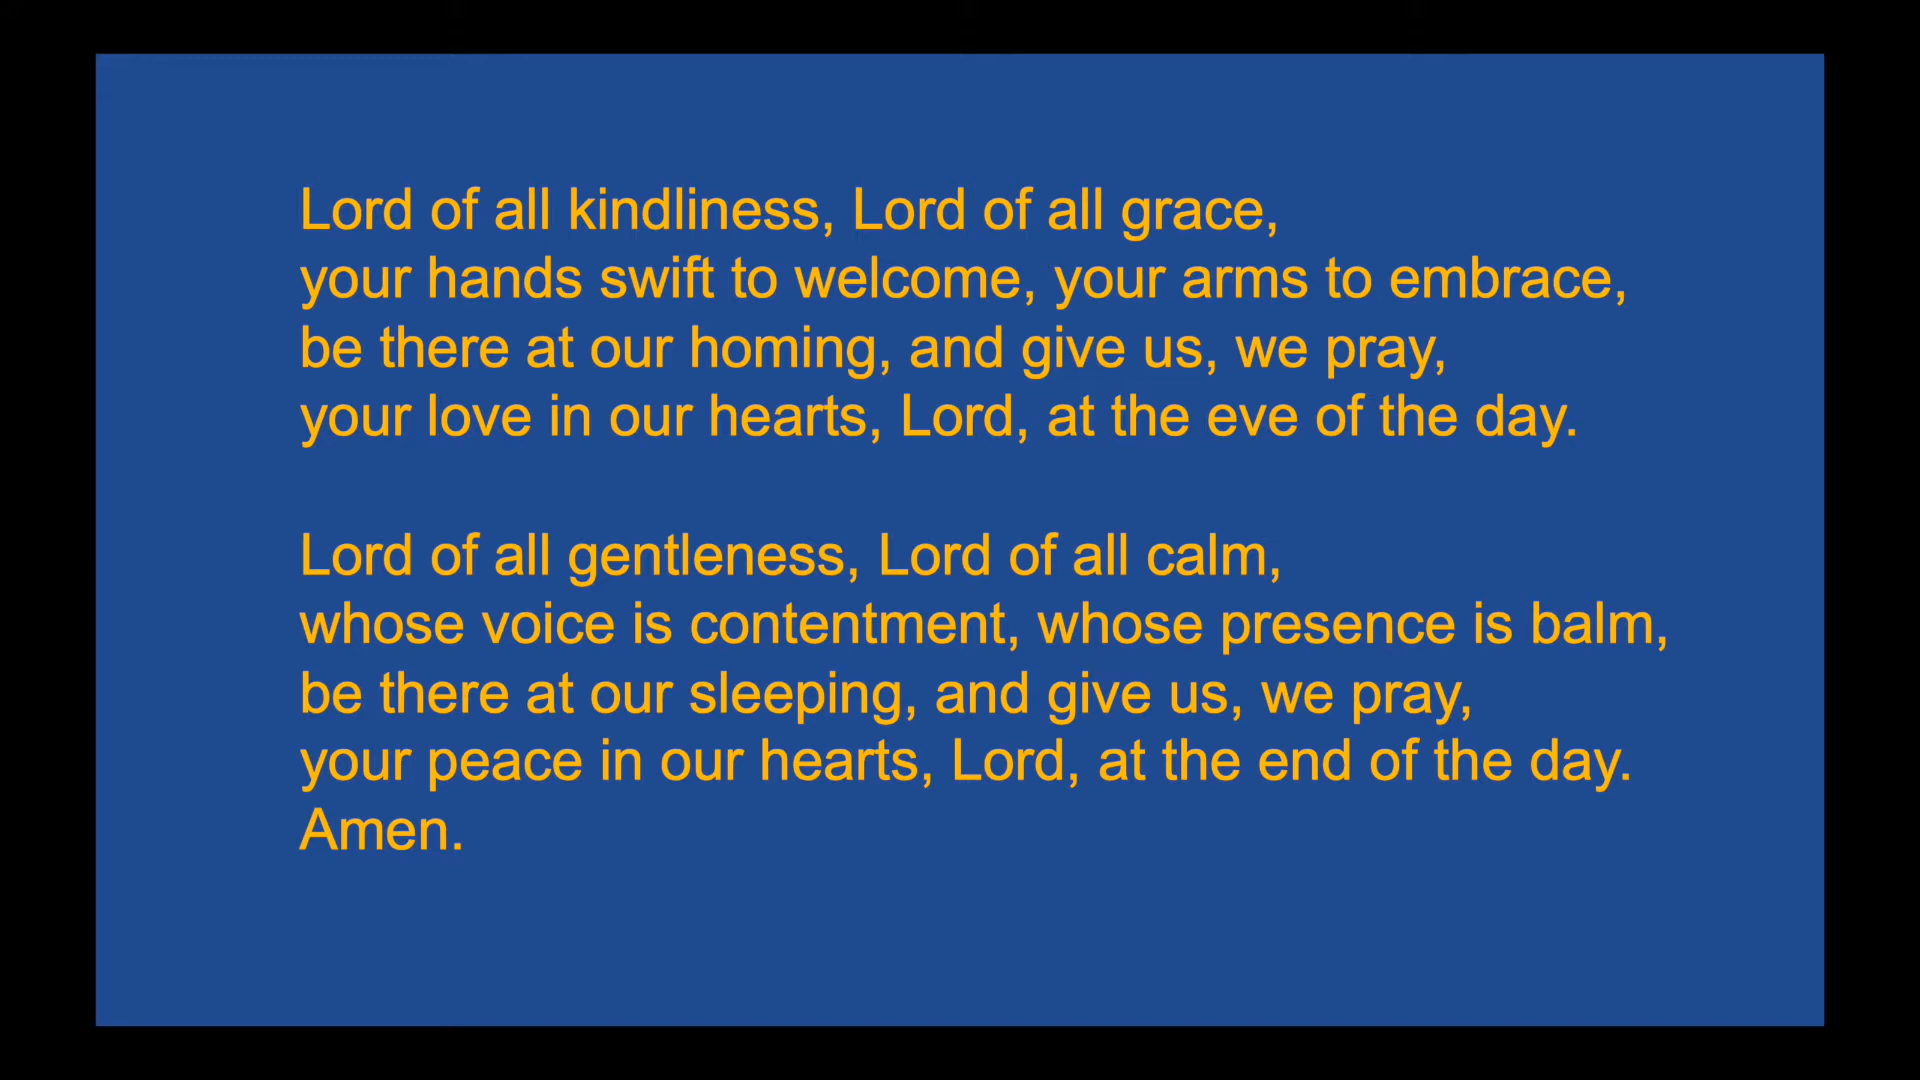 Lord of all kindliness, Lord of all grace,
your hands swift to welcome, your arms to embrace,
be there at our homing, and give us, we pray,
your love in our hearts, Lord, at the eve of the day.
Lord of all gentleness, Lord of all calm,
whose voice is contentment, whose presence is balm,
be there at our sleeping, and give us, we pray,
your peace in our hearts, Lord, at the end of the day.
Amen.